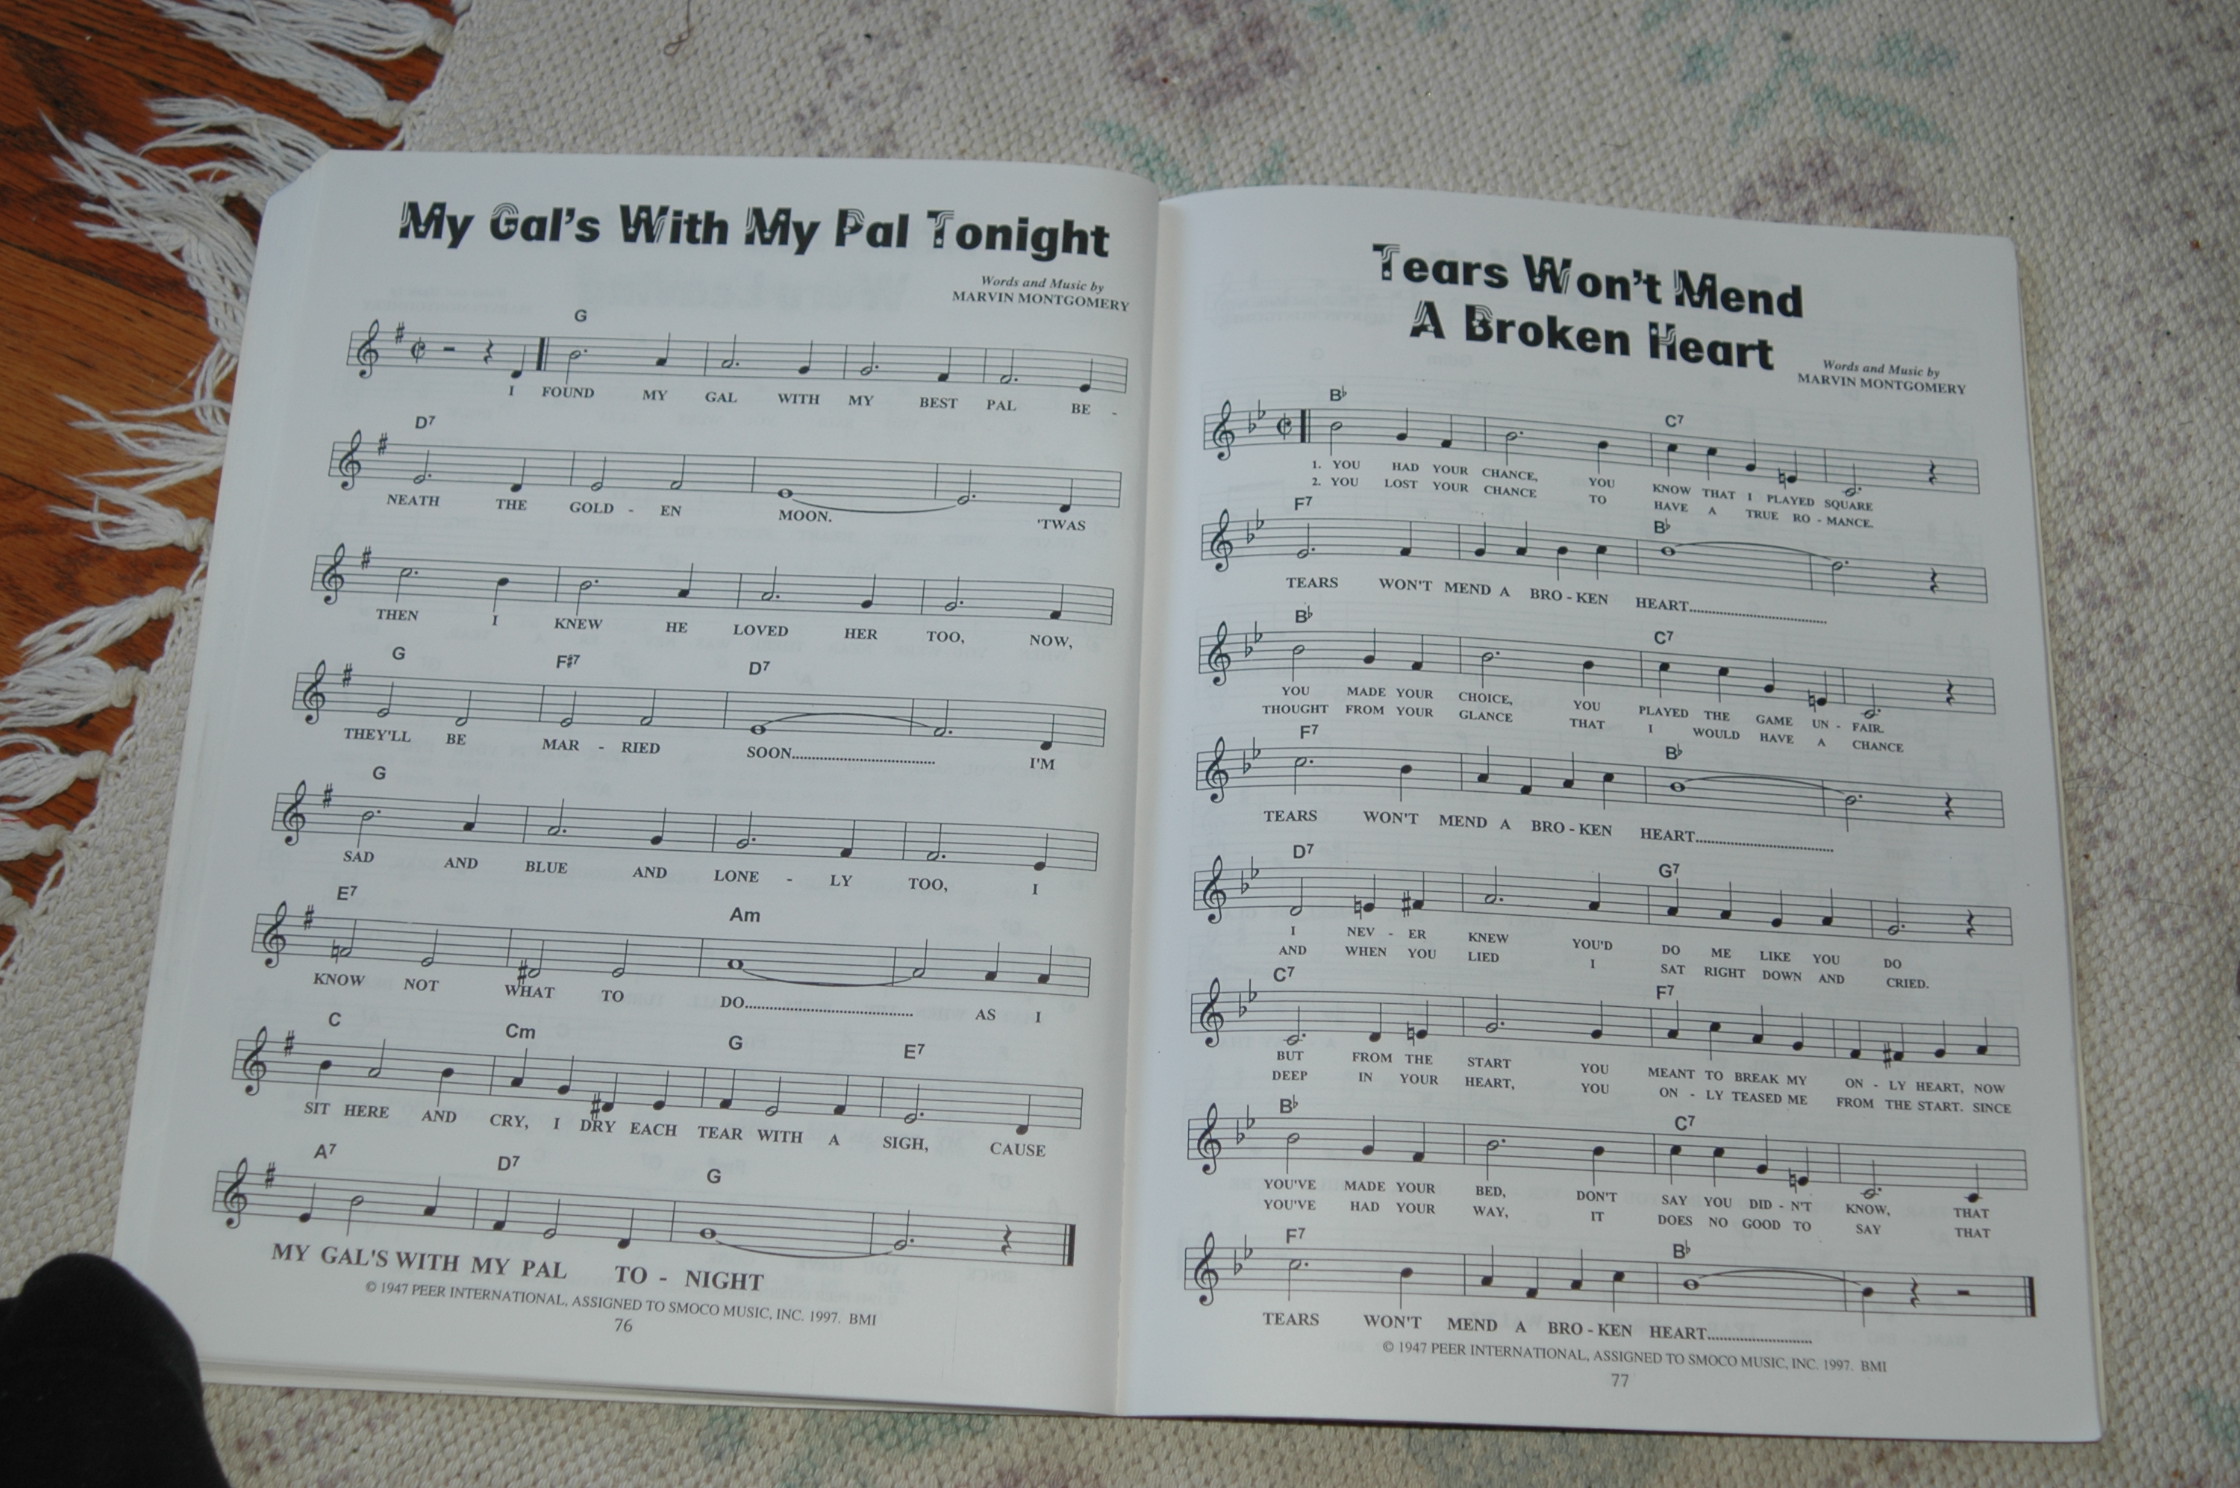 My Gal's With My Pal Tonight
Words and Music by
MARVIN MONTGOMERY
G
I FOUND MY GAL WITH MY BEST PAL BE -
D7
NEATH THE GOLD - EN MOON. 'TWAS
THEN I KNEW HE LOVED HER TOO, NOW,
G F#7 D7
THEY'LL BE MAR - RIED SOON.................................... I'M
G
SAD AND BLUE AND LONE - LY TOO, I
E7 Am
KNOW NOT WHAT TO DO.......................................... AS I
C Cm G E7
SIT HERE AND CRY, I DRY EACH TEAR WITH A SIGH, CAUSE
A7 D7 G
MY GAL'S WITH MY PAL TO - NIGHT
© 1947 PEER INTERNATIONAL, ASSIGNED TO SMOCO MUSIC, INC. 1997. BMI
76
Tears Won't Mend
A Broken Heart
Words and Music by
MARVIN MONTGOMERY
B♭ C7
1. YOU HAD YOUR CHANCE, YOU KNOW THAT I PLAYED SQUARE
2. YOU LOST YOUR CHANCE TO HAVE A TRUE RO - MANCE.
F7 B♭
TEARS WON'T MEND A BRO - KEN HEART...................................
B♭ C7
YOU MADE YOUR CHOICE, YOU PLAYED THE GAME UN - FAIR.
THOUGHT FROM YOUR GLANCE THAT I WOULD HAVE A CHANCE
F7 B♭
TEARS WON'T MEND A BRO - KEN HEART...................................
D7 G7
I NEV - ER KNEW YOU'D DO ME LIKE YOU DO
AND WHEN YOU LIED I SAT RIGHT DOWN AND CRIED.
C7 F7
BUT FROM THE START YOU MEANT TO BREAK MY ON - LY HEART, NOW
DEEP IN YOUR HEART, YOU ON - LY TEASED ME FROM THE START. SINCE
B♭ C7
YOU'VE MADE YOUR BED, DON'T SAY YOU DID - N'T KNOW, THAT
YOU'VE HAD YOUR WAY, IT DOES NO GOOD TO SAY THAT
F7 B♭
TEARS WON'T MEND A BRO - KEN HEART..........................
© 1947 PEER INTERNATIONAL, ASSIGNED TO SMOCO MUSIC, INC. 1997. BMI
77